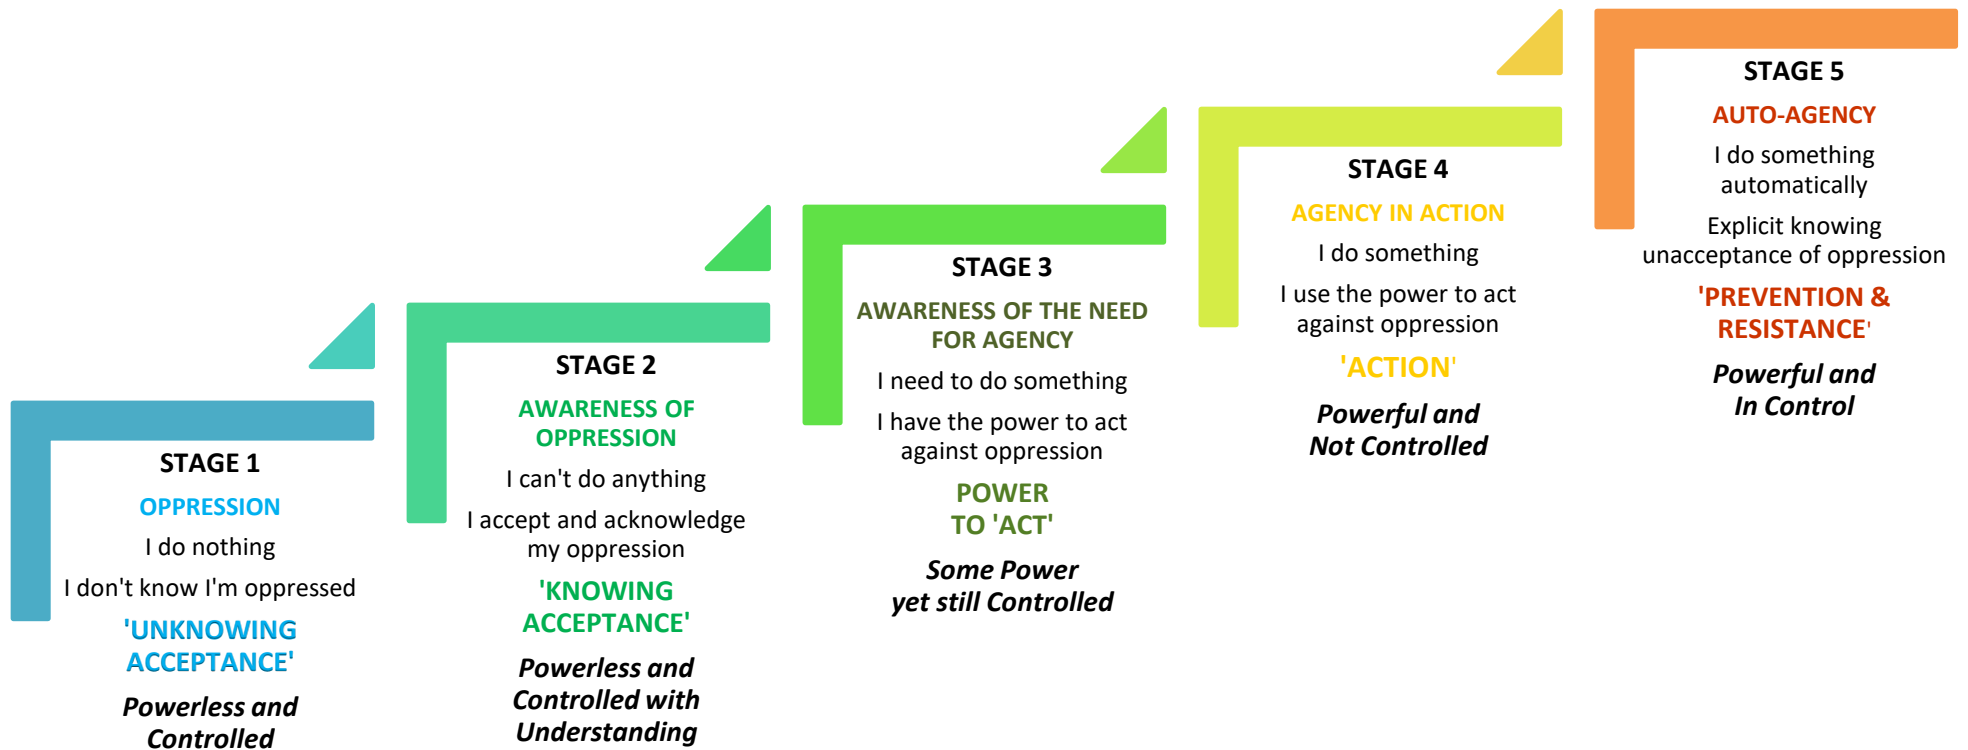 STAGE 1
OPPRESSION
I do nothing
I don't know I'm oppressed
'UNKNOWING
ACCEPTANCE'
Powerless and
Controlled
STAGE 2
AWARENESS OF
OPPRESSION
I can't do anything
I accept and acknowledge
my oppression
'KNOWING
ACCEPTANCE'
Powerless and
Controlled with
Understanding
STAGE 3
AWARENESS OF THE NEED
FOR AGENCY
I need to do something
I have the power to act
against oppression
POWER
TO 'ACT'
Some Power
yet still Controlled
STAGE 4
AGENCY IN ACTION
I do something
I use the power to act
against oppression
'ACTION'
Powerful and
Not Controlled
STAGE 5
AUTO-AGENCY
I do something
automatically
Explicit knowing
unacceptance of oppression
'PREVENTION &
RESISTANCE'
Powerful and
In Control